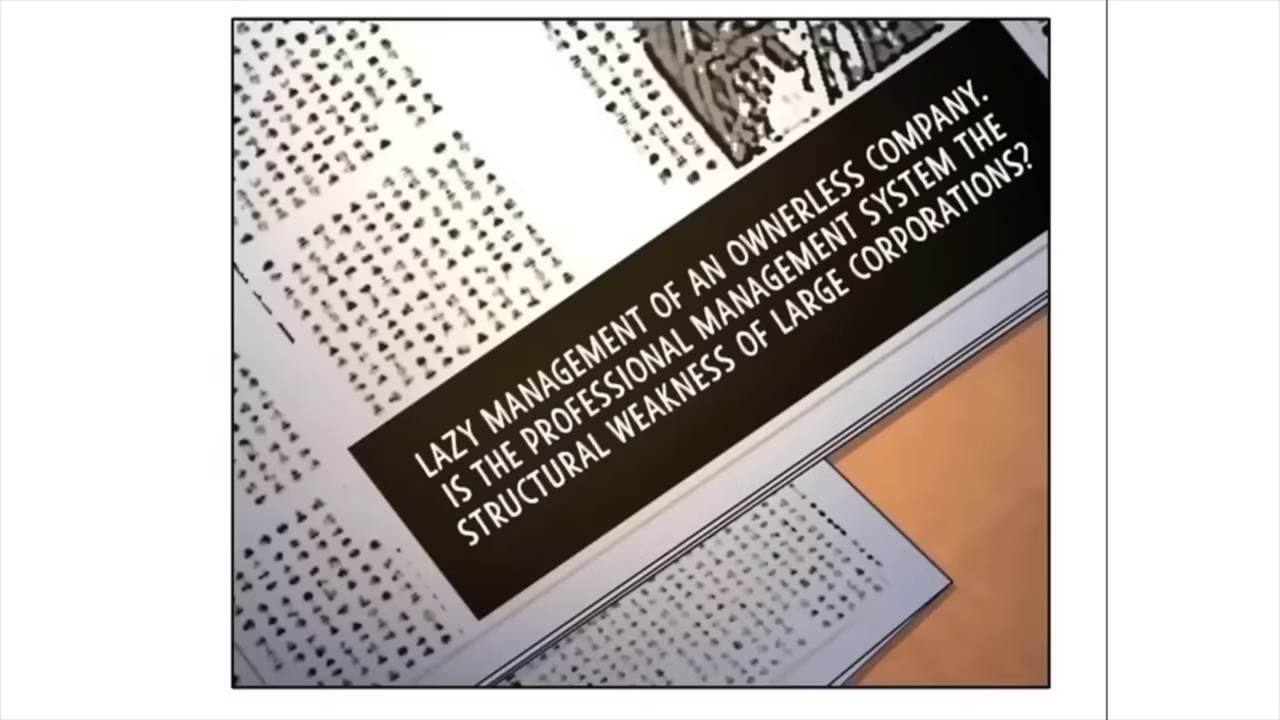 LAZY MANAGEMENT OF AN OWNERLESS COMPANY.
IS THE PROFESSIONAL MANAGEMENT SYSTEM THE
STRUCTURAL WEAKNESS OF LARGE CORPORATIONS?